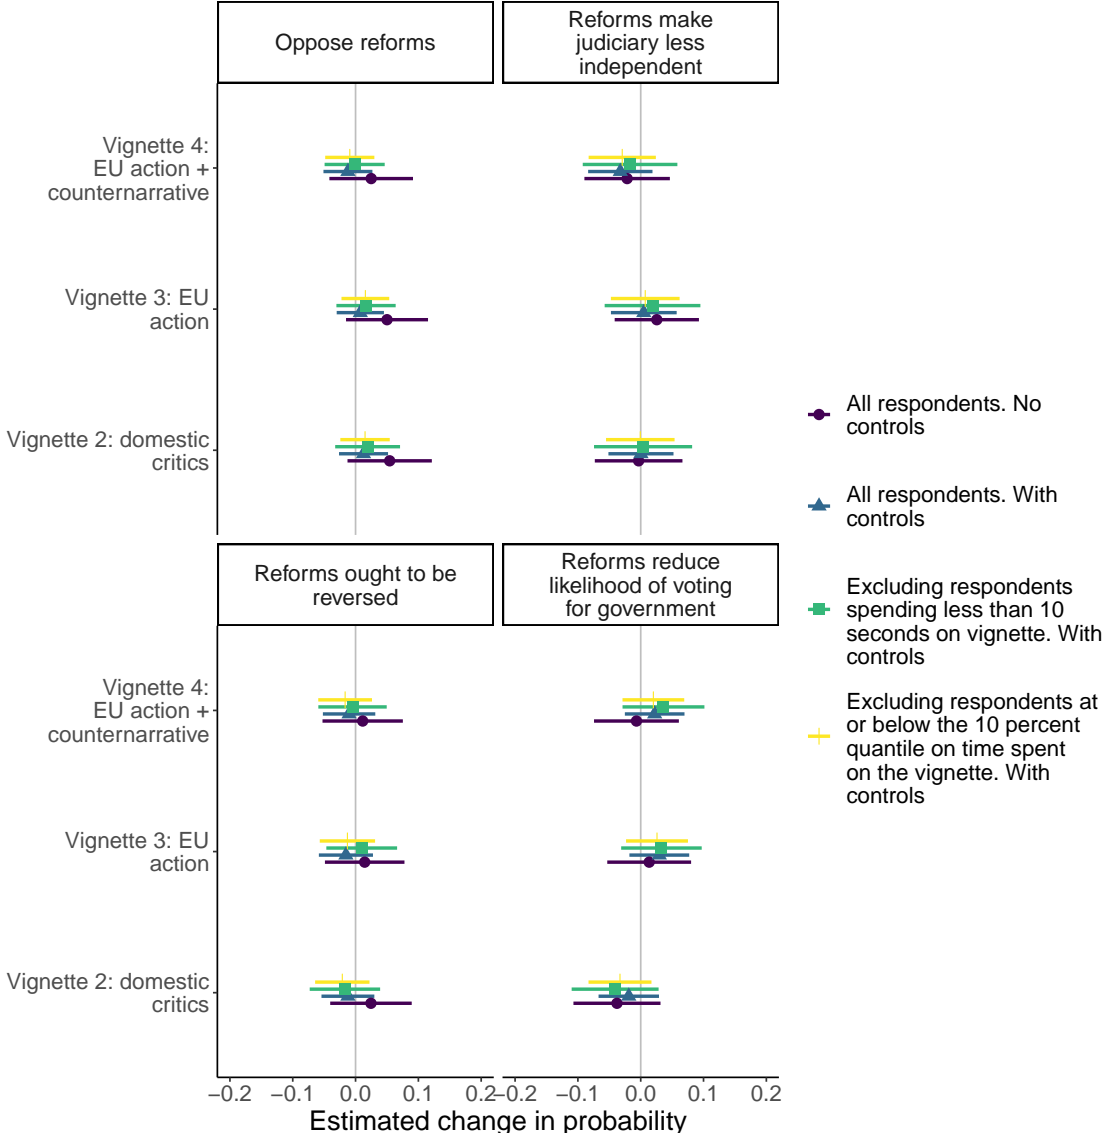 Oppose reforms
Reforms make
judiciary less
independent
Vignette 4:
EU action +
counternarrative
Vignette 3: EU
action
Vignette 2: domestic
critics
Reforms ought to be
reversed
Reforms reduce
likelihood of voting
for government
Vignette 4:
EU action +
counternarrative
Vignette 3: EU
action
Vignette 2: domestic
critics
−0.2 −0.1 0.0 0.1 0.2 −0.2 −0.1 0.0 0.1 0.2
Estimated change in probability
All respondents. No
controls
All respondents. With
controls
Excluding respondents
spending less than 10
seconds on vignette. With
controls
Excluding respondents at
or below the 10 percent
quantile on time spent
on the vignette. With
controls